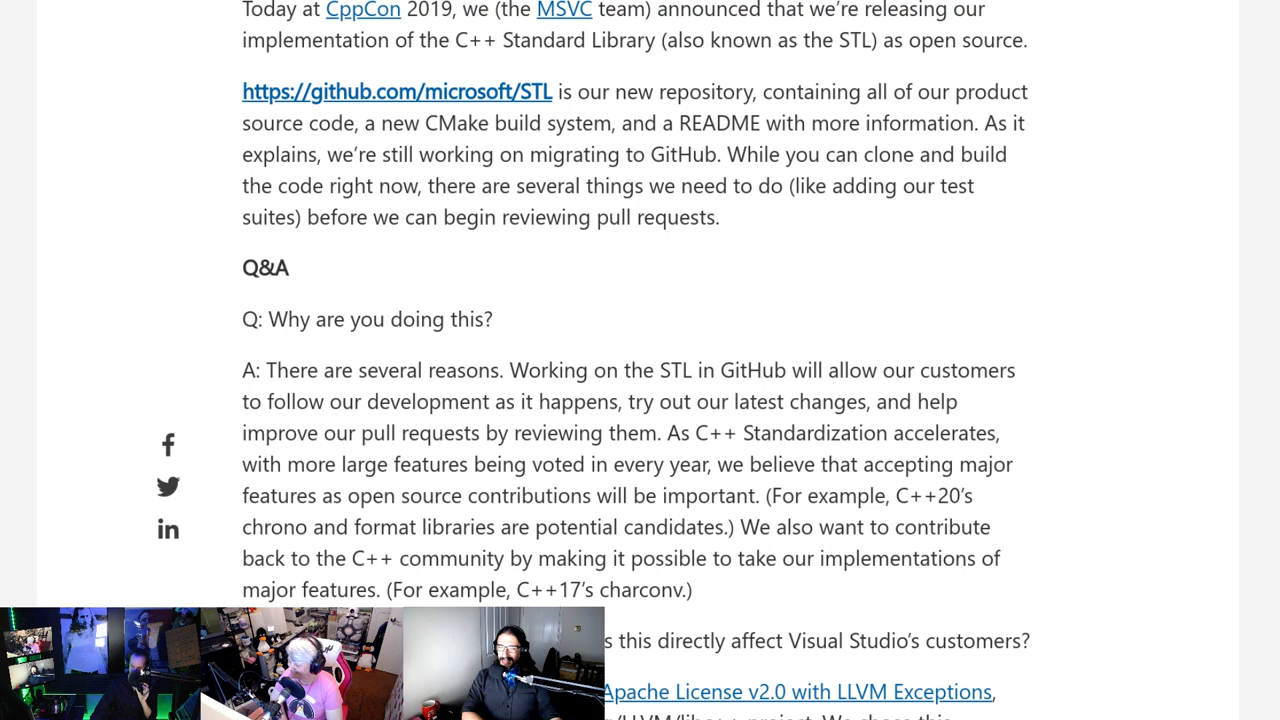 Today at CppCon 2019, we (the MSVC team) announced that we’re releasing our
implementation of the C++ Standard Library (also known as the STL) as open source.
https://github.com/microsoft/STL is our new repository, containing all of our product
source code, a new CMake build system, and a README with more information. As it
explains, we’re still working on migrating to GitHub. While you can clone and build
the code right now, there are several things we need to do (like adding our test
suites) before we can begin reviewing pull requests.
Q&A
Q: Why are you doing this?
A: There are several reasons. Working on the STL in GitHub will allow our customers
to follow our development as it happens, try out our latest changes, and help
improve our pull requests by reviewing them. As C++ Standardization accelerates,
with more large features being voted in every year, we believe that accepting major
features as open source contributions will be important. (For example, C++20’s
chrono and format libraries are potential candidates.) We also want to contribute
back to the C++ community by making it possible to take our implementations of
major features. (For example, C++17’s charconv.)
s this directly affect Visual Studio’s customers?
Apache License v2.0 with LLVM Exceptions,
project. We chose this